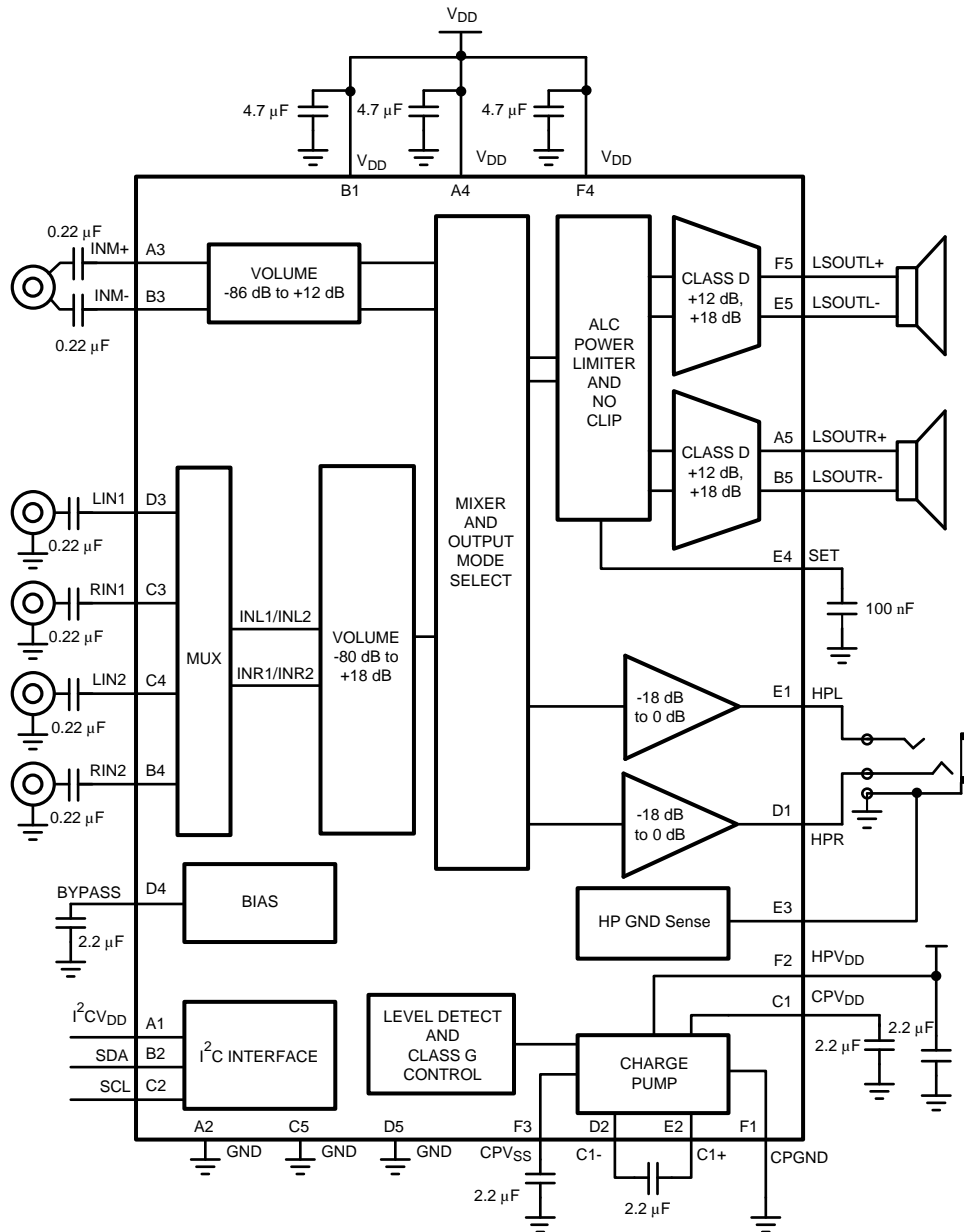 VDD
4.7 µF
4.7 µF
4.7 µF
VDD
VDD
VDD
B1
A4
F4
0.22 µF
INM+
A3
INM-
B3
0.22 µF
VOLUME
-86 dB to +12 dB
CLASS D
+12 dB,
+18 dB
F5
LSOUTL+
E5
LSOUTL-
ALC
POWER
LIMITER
AND
NO
CLIP
CLASS D
+12 dB,
+18 dB
A5
LSOUTR+
B5
LSOUTR-
E4
SET
100 nF
LIN1
D3
0.22 µF
RIN1
C3
0.22 µF
LIN2
C4
0.22 µF
RIN2
B4
0.22 µF
MUX
INL1/INL2
INR1/INR2
VOLUME
-80 dB to
+18 dB
MIXER
AND
OUTPUT
MODE
SELECT
-18 dB
to 0 dB
E1
HPL
-18 dB
to 0 dB
D1
HPR
BYPASS
D4
2.2 µF
BIAS
HP GND Sense
E3
F2
HPVDD
C1
CPVDD
2.2 µF
2.2 µF
I2CVDD
A1
SDA
B2
SCL
C2
I2C INTERFACE
LEVEL DETECT
AND
CLASS G
CONTROL
CHARGE
PUMP
A2
GND
C5
GND
D5
GND
F3
CPVSS
2.2 µF
D2
C1-
E2
C1+
2.2 µF
F1
CPGND